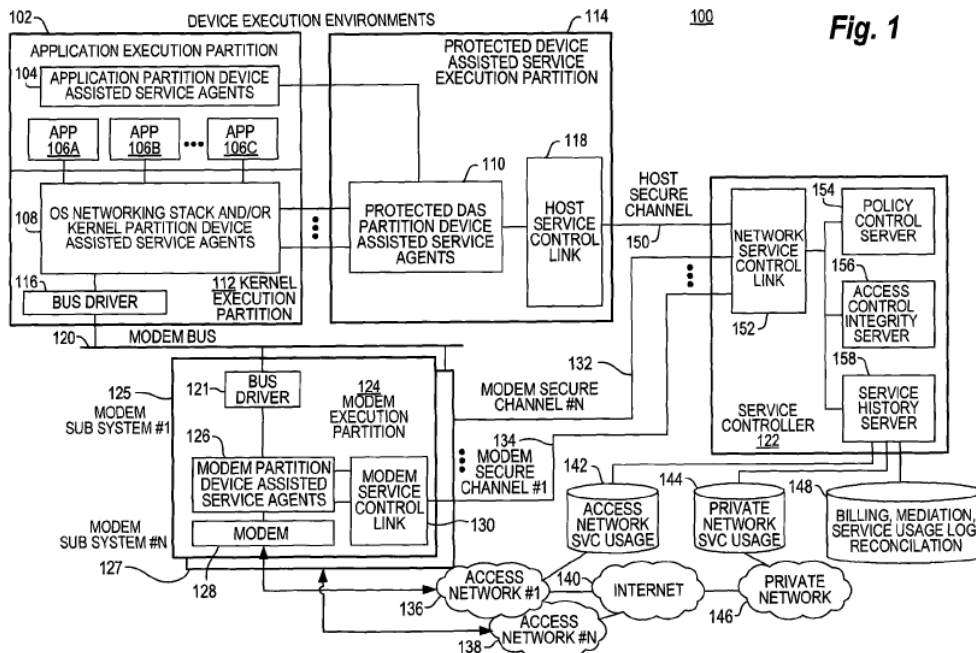 DEVICE EXECUTION ENVIRONMENTS
100
Fig. 1
102
APPLICATION EXECUTION PARTITION
104
APPLICATION PARTITION DEVICE
ASSISTED SERVICE AGENTS
APP
106A
APP
106B
APP
106C
108
OS NETWORKING STACK AND/OR
KERNEL PARTITION DEVICE
ASSISTED SERVICE AGENTS
116
BUS DRIVER
112 KERNEL
EXECUTION
PARTITION
114
PROTECTED DEVICE
ASSISTED SERVICE
EXECUTION PARTITION
110
PROTECTED DAS
PARTITION DEVICE
ASSISTED SERVICE
AGENTS
118
HOST
SERVICE
CONTROL
LINK
HOST
SECURE
CHANNEL
150
NETWORK
SERVICE
CONTROL
LINK
152
154
POLICY
CONTROL
SERVER
156
ACCESS
CONTROL
INTEGRITY
SERVER
158
SERVICE
HISTORY
SERVER
SERVICE
CONTROLLER
122
120
MODEM BUS
125
MODEM
SUB SYSTEM #1
121
BUS
DRIVER
124
MODEM
EXECUTION
PARTITION
126
MODEM PARTITION
DEVICE ASSISTED
SERVICE AGENTS
MODEM
128
MODEM
SERVICE
CONTROL
LINK
130
MODEM
SUB SYSTEM #N
127
132
MODEM SECURE
CHANNEL #N
134
MODEM
SECURE
CHANNEL #1
142
ACCESS
NETWORK
SVC USAGE
144
PRIVATE
NETWORK
SVC USAGE
148
BILLING, MEDIATION,
SERVICE USAGE LOG,
RECONCILATION
ACCESS
NETWORK #1
136
140
INTERNET
PRIVATE
NETWORK
146
ACCESS
NETWORK #N
138